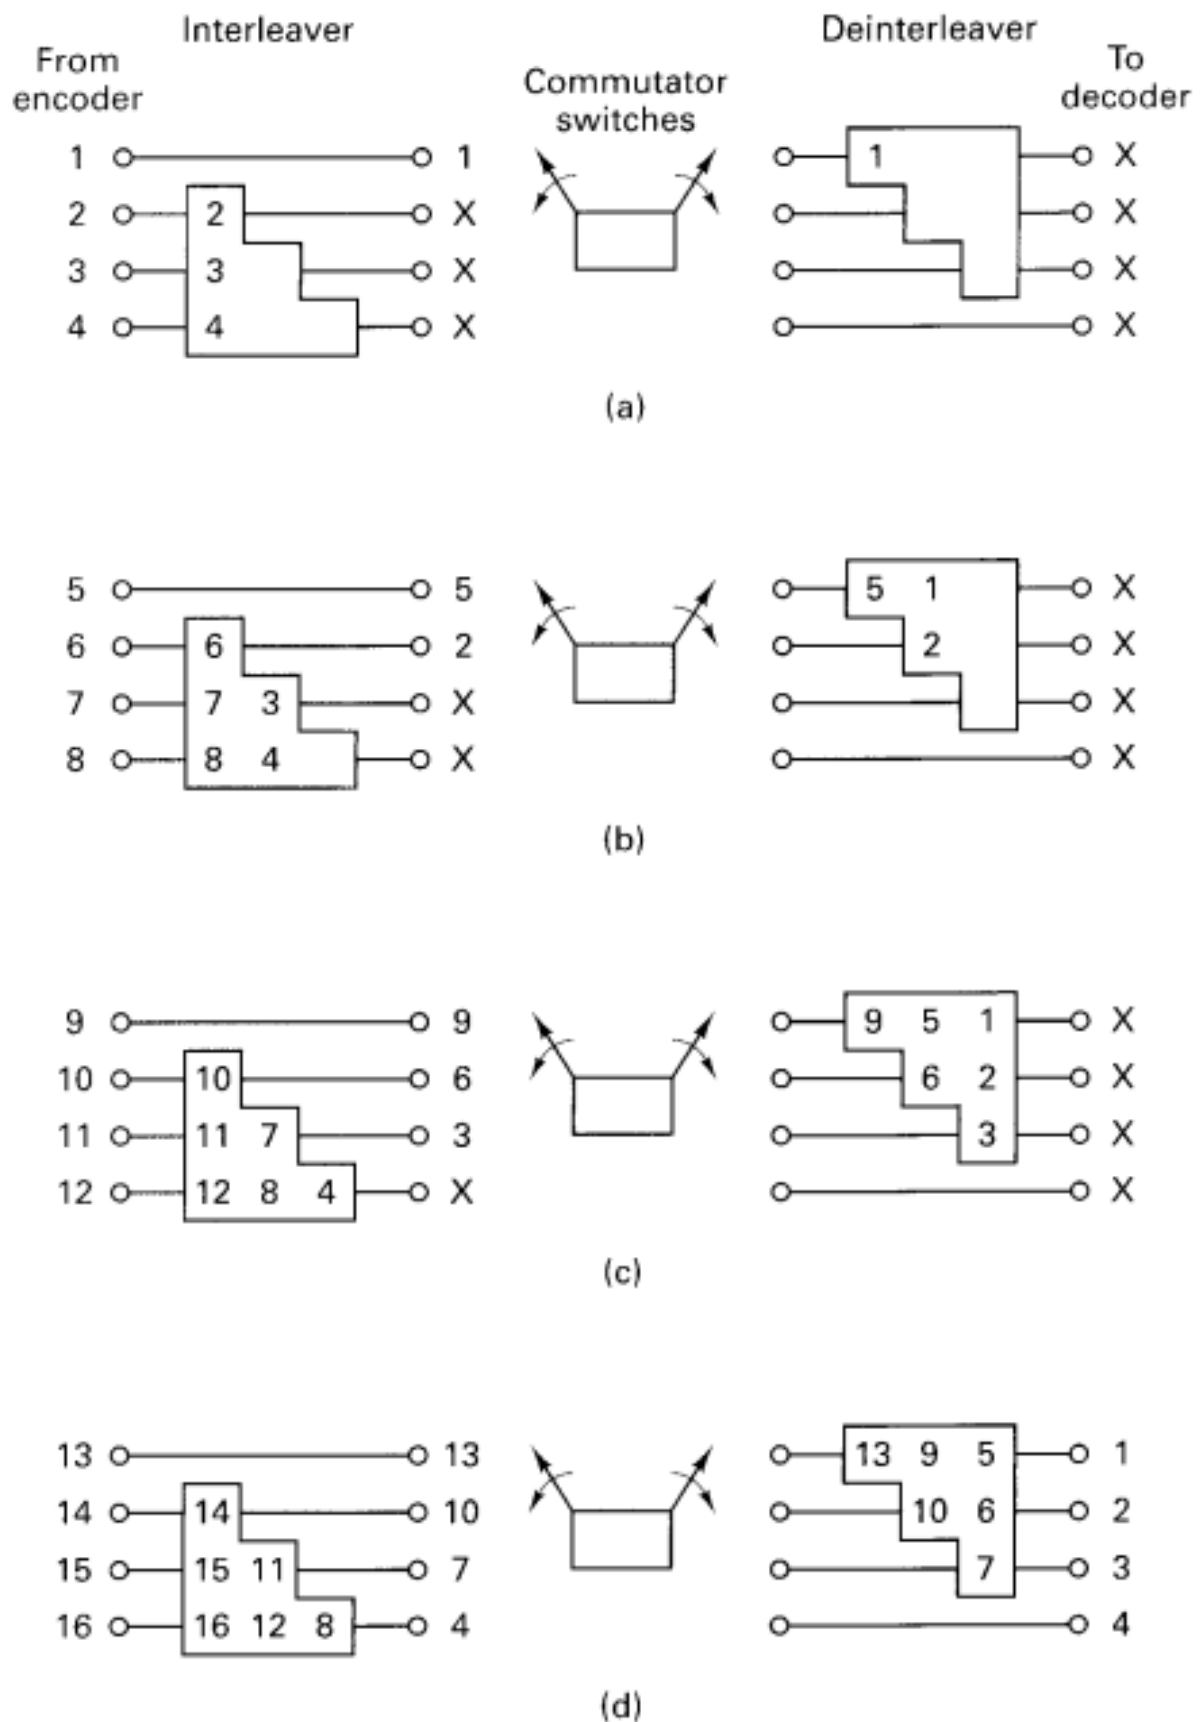 Interleaver
Deinterleaver
From
encoder
Commutator
switches
To
decoder
1 1 1 X
2 2 X X
3 3 X X
4 4 X X
(a)
5 5 5 1 X
6 6 2 2 X
7 7 3 X X
8 8 4 X X
(b)
9 9 9 5 1 X
10 10 6 6 2 X
11 11 7 3 3 X
12 12 8 4 X X
(c)
13 13 13 9 5 1
14 14 10 10 6 2
15 15 11 7 7 3
16 16 12 8 4 4
(d)